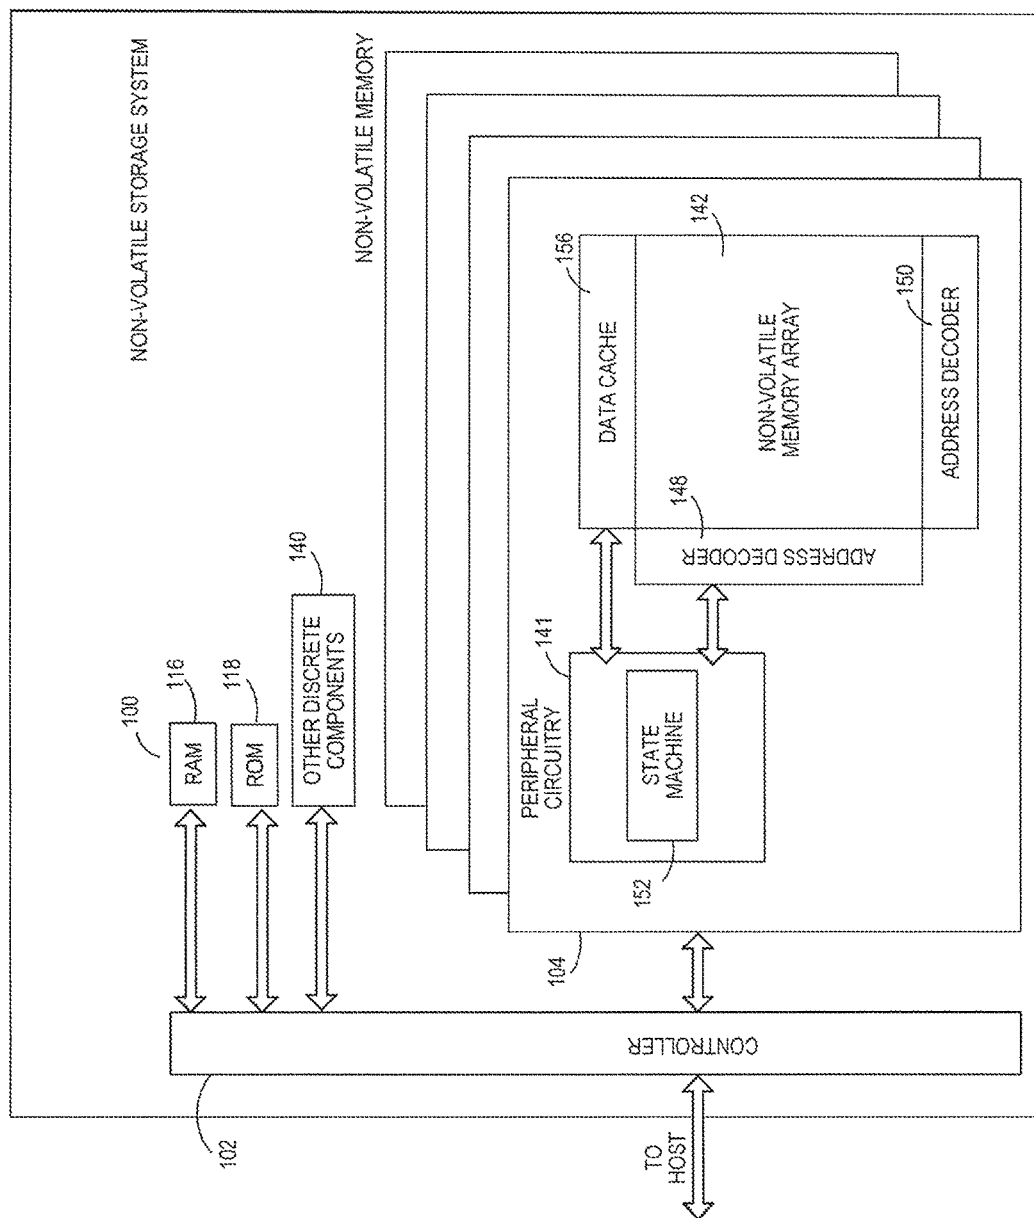 NON-VOLATILE STORAGE SYSTEM
100
RAM
116
ROM
118
OTHER DISCRETE
COMPONENTS
140
NON-VOLATILE MEMORY
102
CONTROLLER
TO
HOST
104
PERIPHERAL
CIRCUITRY
141
STATE
MACHINE
152
DATA CACHE
156
ADDRESS DECODER
148
NON-VOLATILE
MEMORY ARRAY
142
ADDRESS DECODER
150